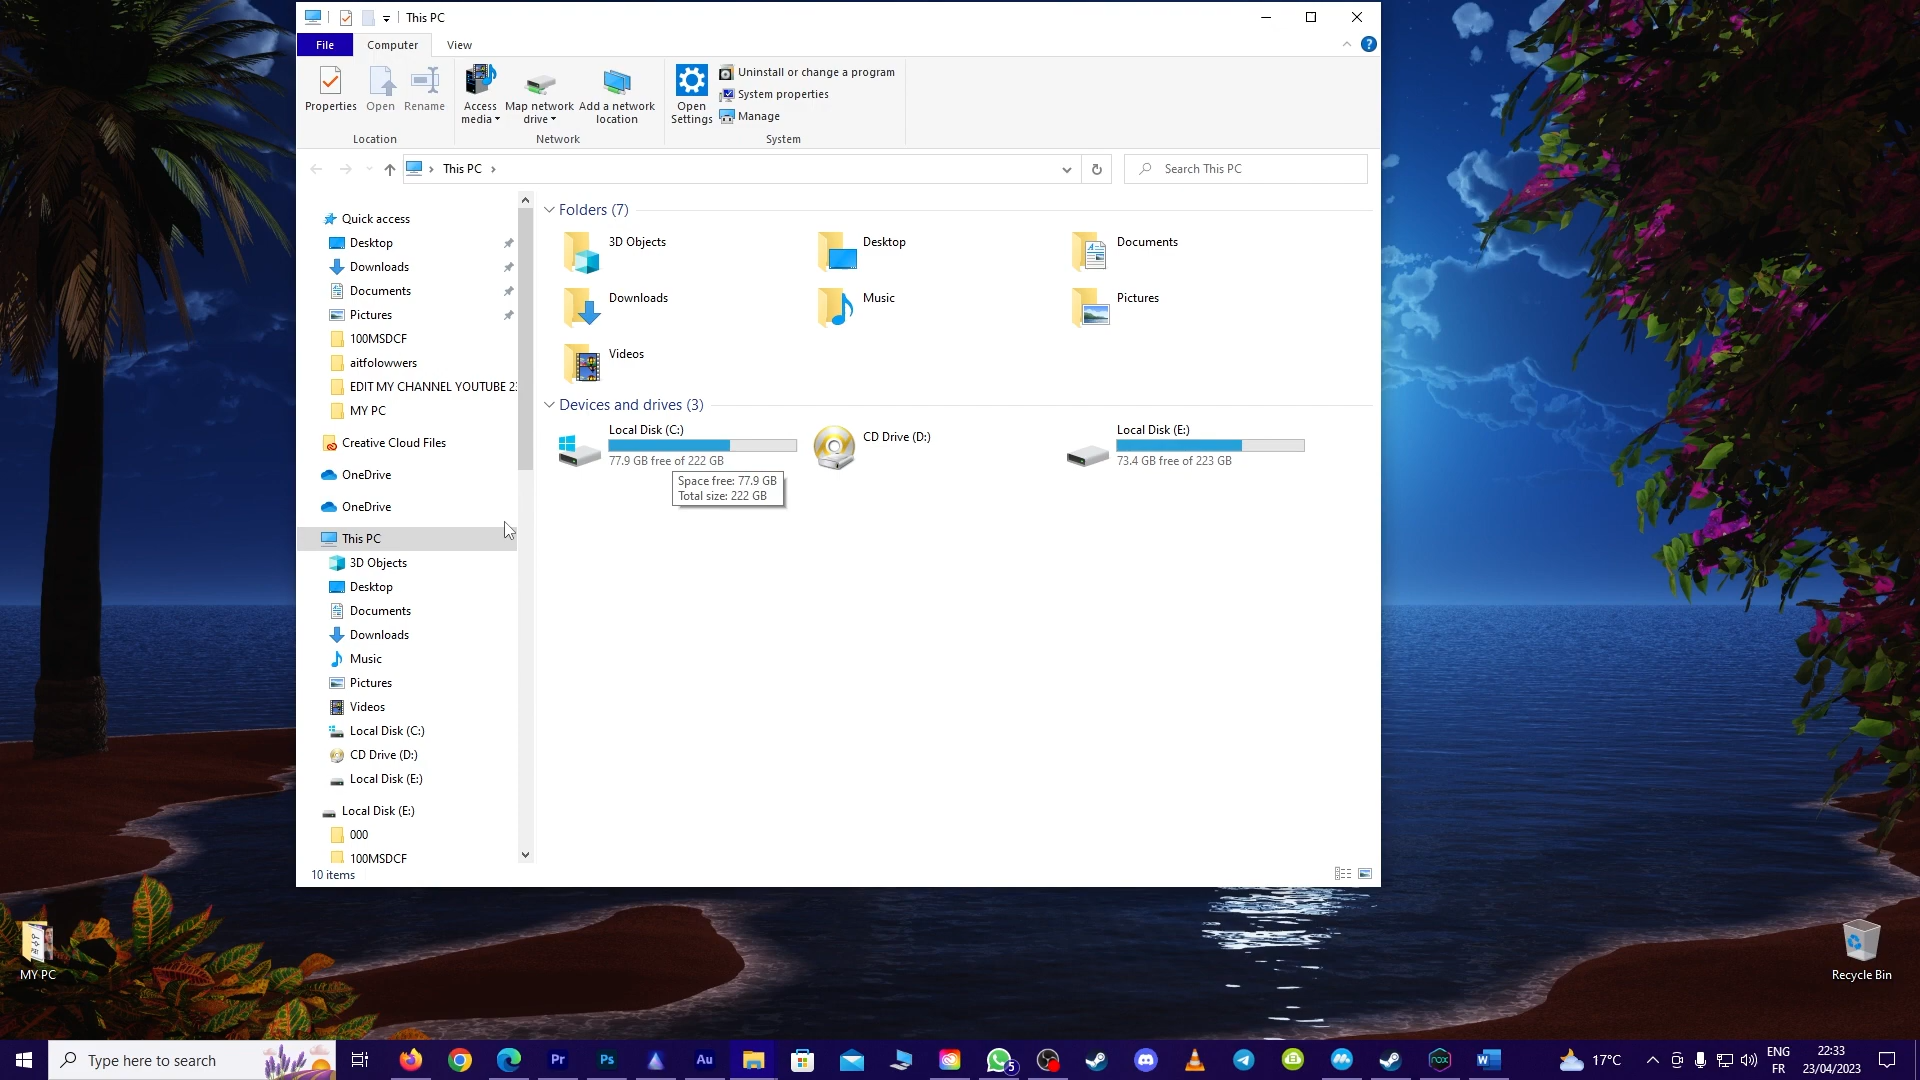 This PC
File
Computer
View
?
Properties
Open
Rename
Access media
Map network drive
Add a network location
Open Settings
Uninstall or change a program
System properties
Manage
Location
Network
System
This PC
Search This PC
Quick access
Desktop
Downloads
Documents
Pictures
100MSDCF
aitfolowwers
EDIT MY CHANNEL YOUTUBE 2
MY PC
Creative Cloud Files
OneDrive
OneDrive
This PC
3D Objects
Desktop
Documents
Downloads
Music
Pictures
Videos
Local Disk (C:)
CD Drive (D:)
Local Disk (E:)
Local Disk (E:)
000
100MSDCF
Folders (7)
3D Objects
Desktop
Documents
Downloads
Music
Pictures
Videos
Devices and drives (3)
Local Disk (C:)
77.9 GB free of 222 GB
CD Drive (D:)
Local Disk (E:)
73.4 GB free of 223 GB
Space free: 77.9 GB
Total size: 222 GB
10 items
MY PC
Recycle Bin
Type here to search
Pr
Ps
Au
5
nox
W
17°C
ENG
FR
22:33
23/04/2023